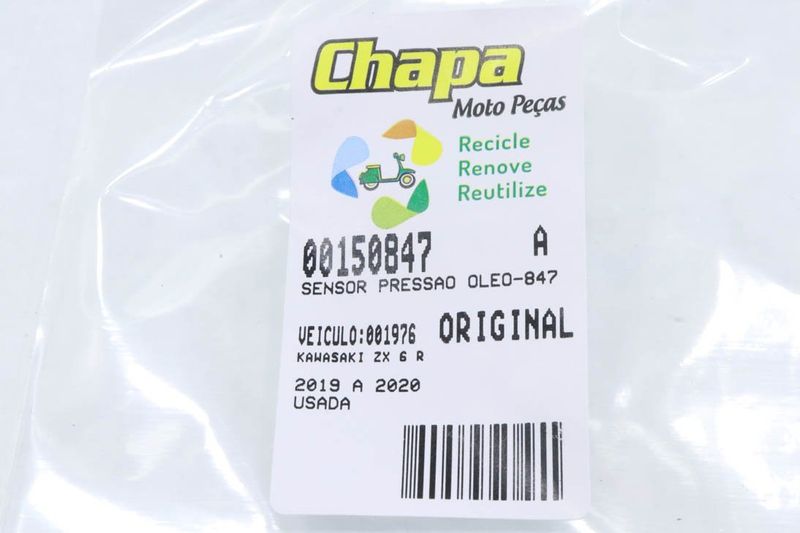 Chapa
Moto Peças
Recicle
Renove
Reutilize
00150847 A
SENSOR PRESSAO OLEO-847
VEICULO:001976 ORIGINAL
KAWASAKI ZX 6 R
2019 A 2020
USADA